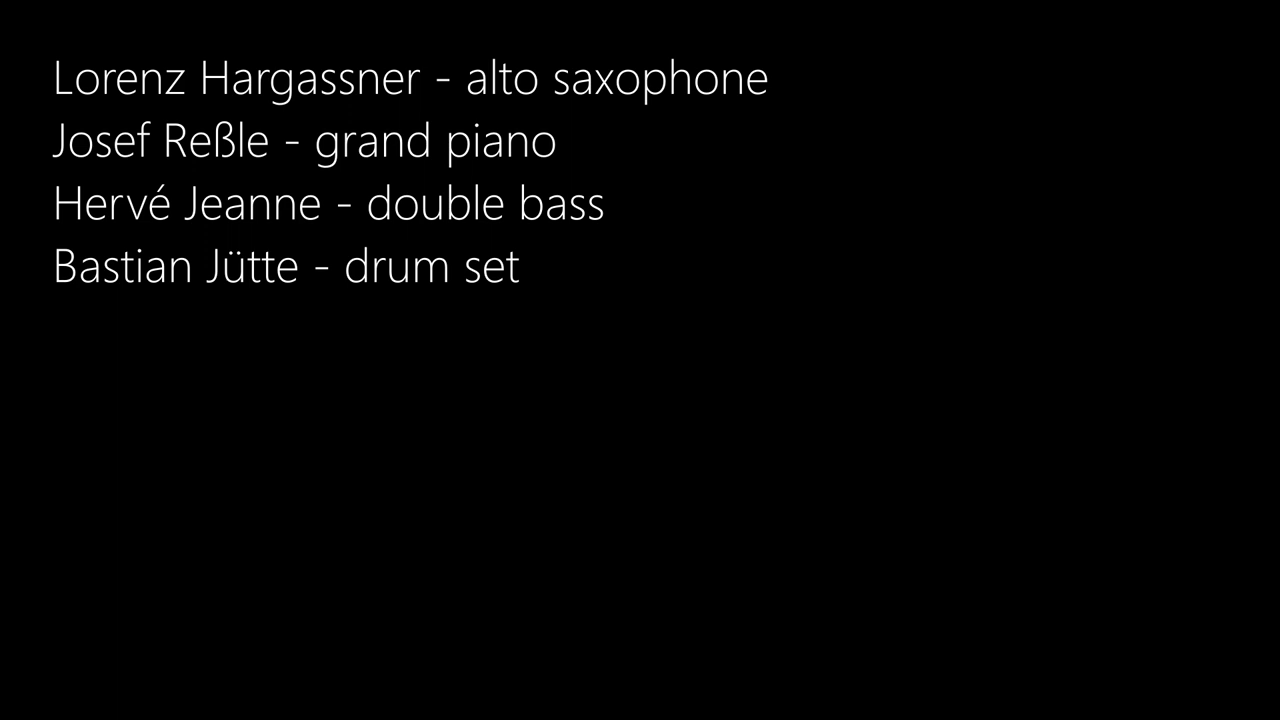 Lorenz Hargassner - alto saxophone
Josef Reßle - grand piano
Hervé Jeanne - double bass
Bastian Jütte - drum set